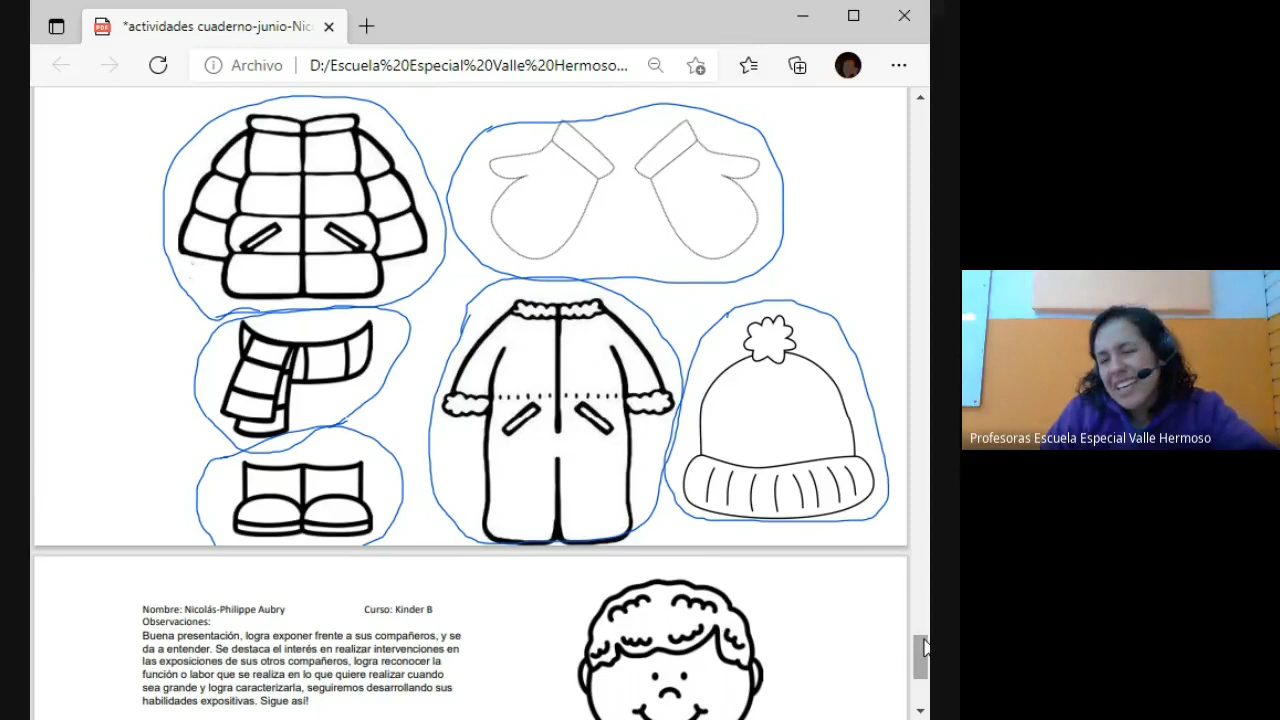 *actividades cuaderno-junio-Nic
Archivo
D:/Escuela%20Especial%20Valle%20Hermoso...
Profesoras Escuela Especial Valle Hermoso
Nombre: Nicolás-Philippe Aubry Curso: Kinder B
Observaciones:
Buena presentación, logra exponer frente a sus compañeros, y se
da a entender. Se destaca el interés en realizar intervenciones en
las exposiciones de sus otros compañeros, logra reconocer la
función o labor que se realiza en lo que quiere realizar cuando
sea grande y logra caracterizarla, seguiremos desarrollando sus
habilidades expositivas. Sigue así!